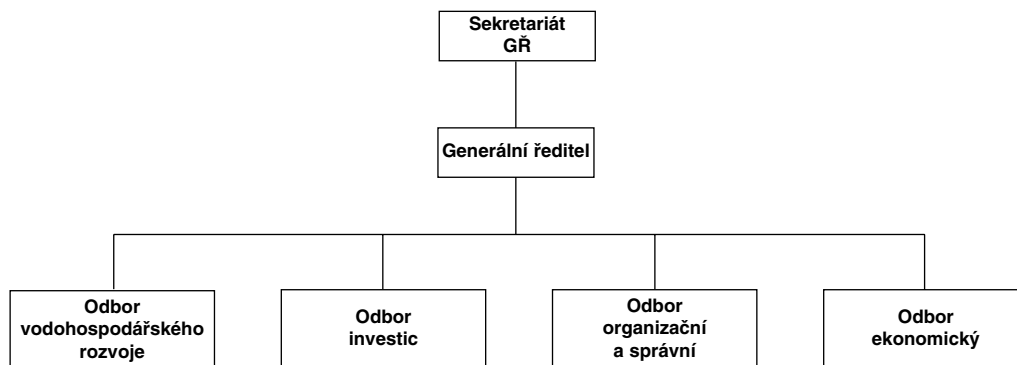 Sekretariát
GŘ
Generální ředitel
Odbor
vodohospodářského
rozvoje
Odbor
investic
Odbor
organizační
a správní
Odbor
ekonomický